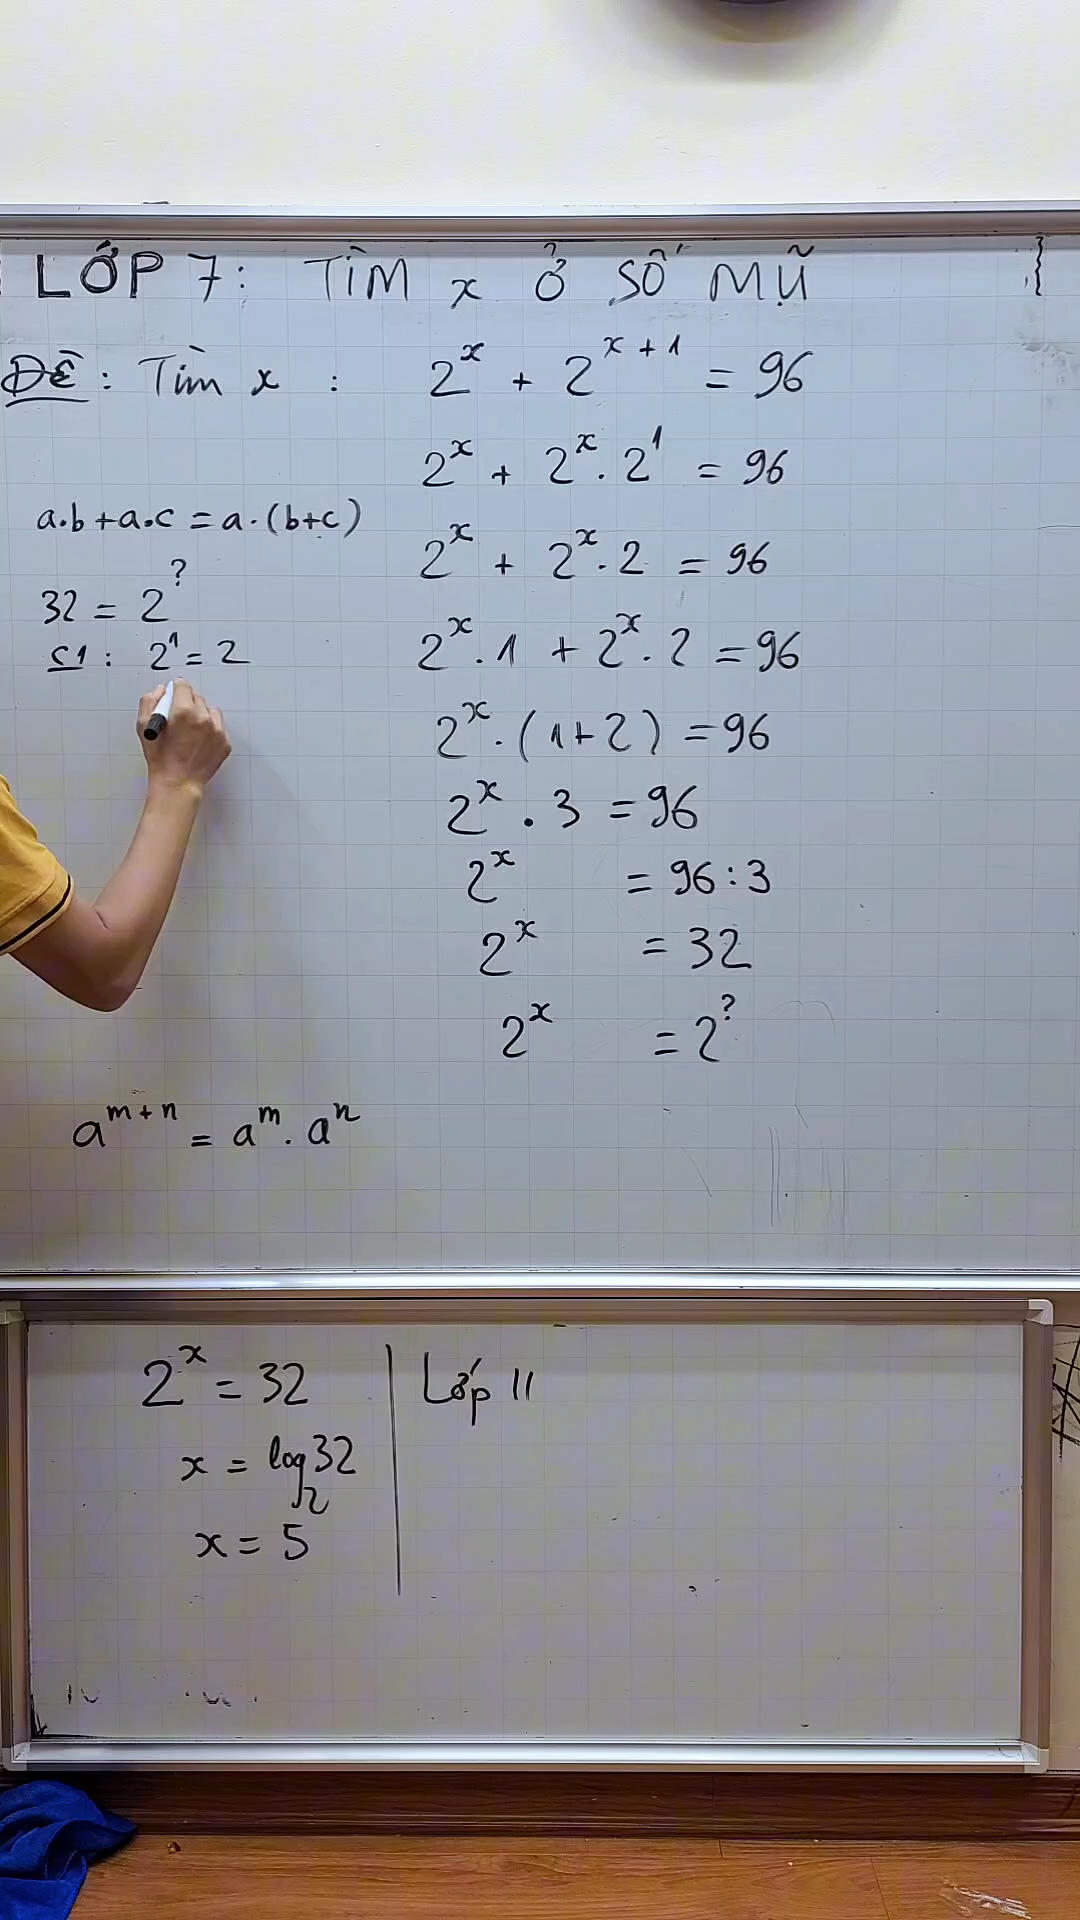 LỚP 7: TÌM x Ở SỐ MŨ
ĐỀ: Tìm x : 2^x + 2^{x+1} = 96
2^x + 2^x . 2^1 = 96
a.b + a.c = a.(b+c)
2^x + 2^x . 2 = 96
32 = 2^?
C1: 2^1 = 2
2^x . 1 + 2^x . 2 = 96
2^x . (1+2) = 96
2^x . 3 = 96
2^x = 96 : 3
2^x = 32
2^x = 2^?
a^{m+n} = a^m . a^n
2^x = 32
Lớp 11
x = log_2 32
x = 5